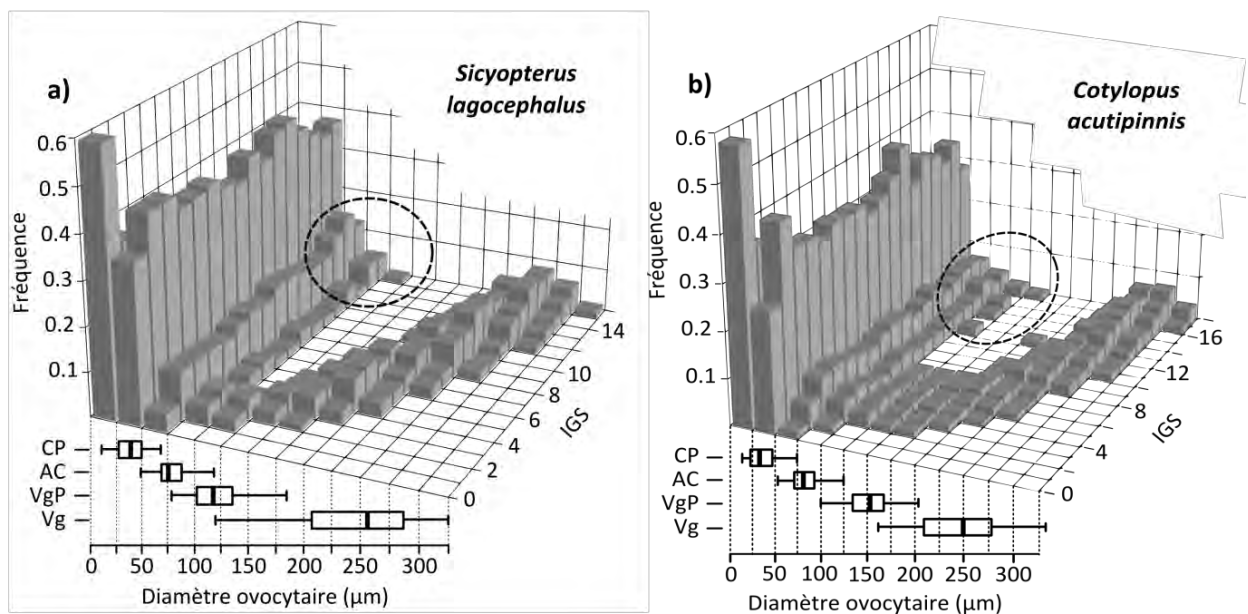 a)
Sicyopterus
lagocephalus
0.6
0.5
0.4
0.3
0.2
0.1
Fréquence
14
10
8
6
4
2
0
IGS
CP
AC
VgP
Vg
0 50 100 150 200 250 300
Diamètre ovocytaire (µm)
b)
Cotylopus
acutipinnis
0.6
0.5
0.4
0.3
0.2
0.1
Fréquence
16
12
8
4
0
IGS
CP
AC
VgP
Vg
0 50 100 150 200 250 300
Diamètre ovocytaire (µm)